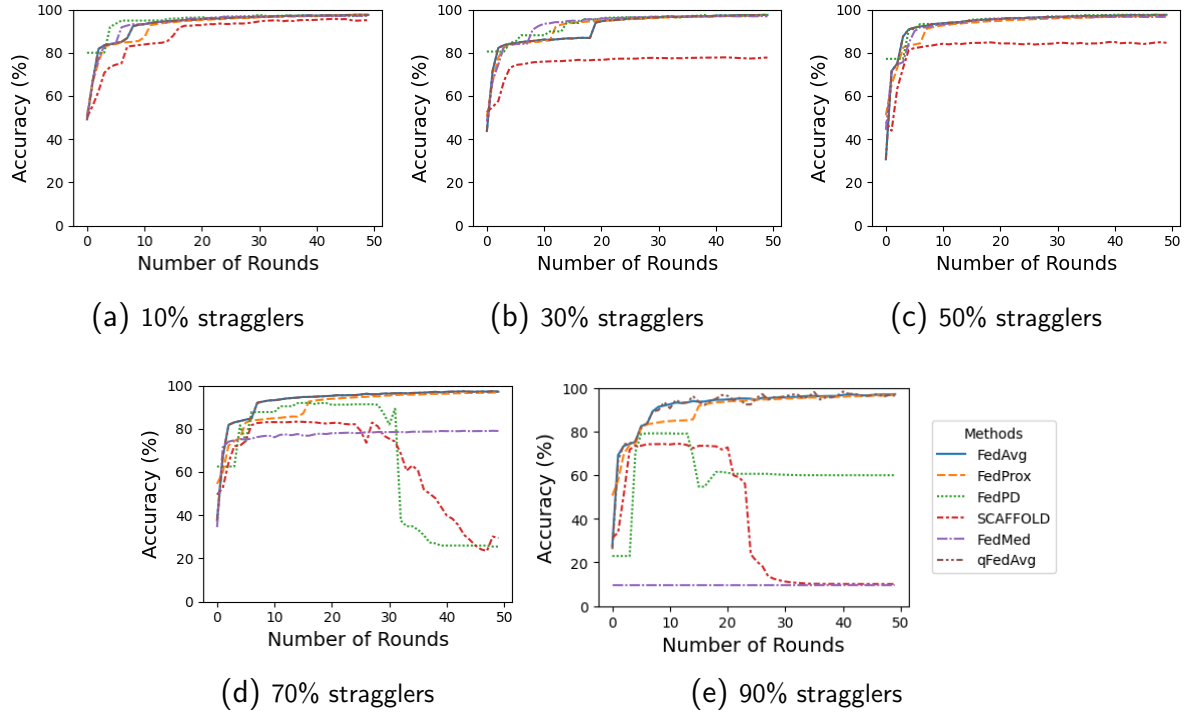 100
80
60
40
20
0
Accuracy (%)
0 10 20 30 40 50
Number of Rounds
(a) 10% stragglers
100
80
60
40
20
0
Accuracy (%)
0 10 20 30 40 50
Number of Rounds
(b) 30% stragglers
100
80
60
40
20
0
Accuracy (%)
0 10 20 30 40 50
Number of Rounds
(c) 50% stragglers
100
80
60
40
20
0
Accuracy (%)
0 10 20 30 40 50
Number of Rounds
(d) 70% stragglers
100
80
60
40
20
0
Accuracy (%)
0 10 20 30 40 50
Number of Rounds
(e) 90% stragglers
Methods
FedAvg
FedProx
FedPD
SCAFFOLD
FedMed
qFedAvg